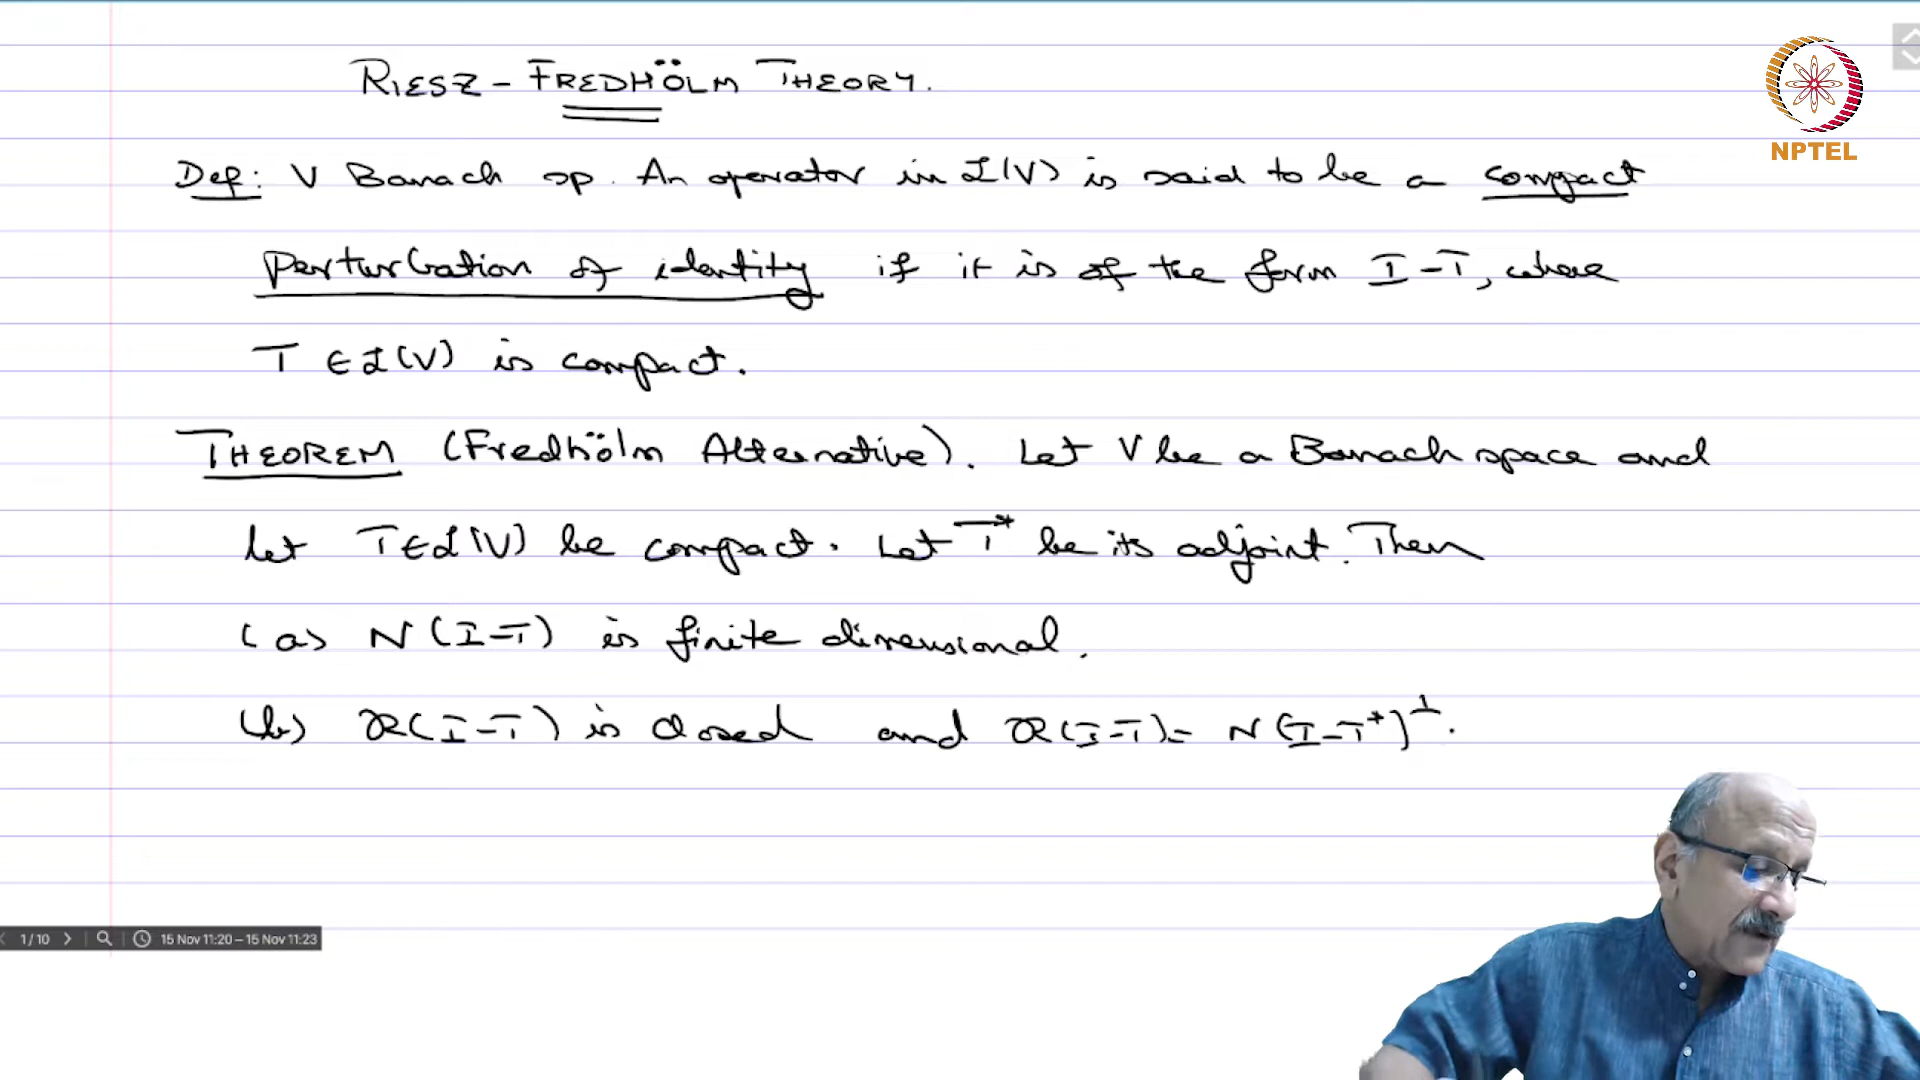 RIESZ – FREDHÖLM THEORY.
NPTEL
Def: V Banach sp. An operator in ℒ(V) is said to be a compact
perturbation of identity if it is of the form I-T, where
T ∈ ℒ(V) is compact.
THEOREM (Fredhölm Alternative). Let V be a Banach space and
let T∈ℒ(V) be compact. Let T* be its adjoint. Then
(a) N(I-T) is finite dimensional.
(b) R(I-T) is closed and R(I-T) = N(I-T*)^⊥.
1/10 15 Nov 11:20 – 15 Nov 11:23